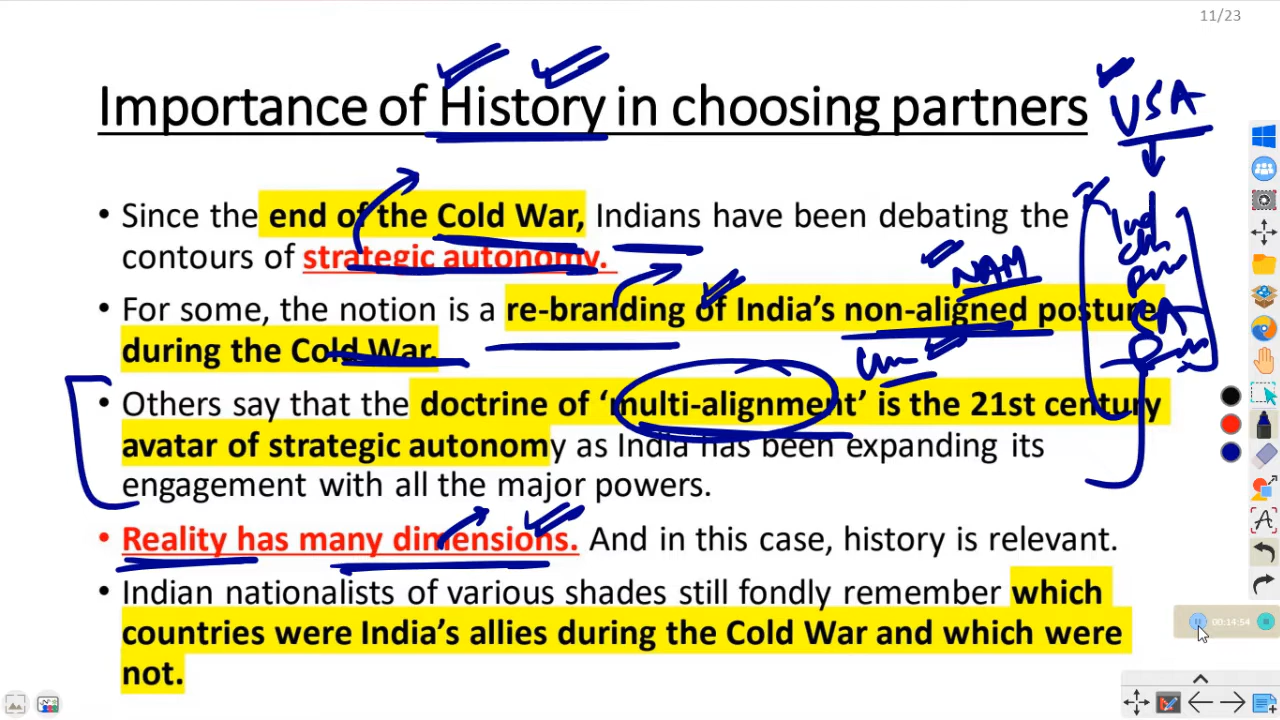 11/23
Importance of History in choosing partners
USA
• Since the end of the Cold War, Indians have been debating the
contours of strategic autonomy.
NAM
• For some, the notion is a re-branding of India's non-aligned posture
during the Cold War.
• Others say that the doctrine of 'multi-alignment' is the 21st century
avatar of strategic autonomy as India has been expanding its
engagement with all the major powers.
• Reality has many dimensions. And in this case, history is relevant.
• Indian nationalists of various shades still fondly remember which
countries were India's allies during the Cold War and which were
not.
00:14:54